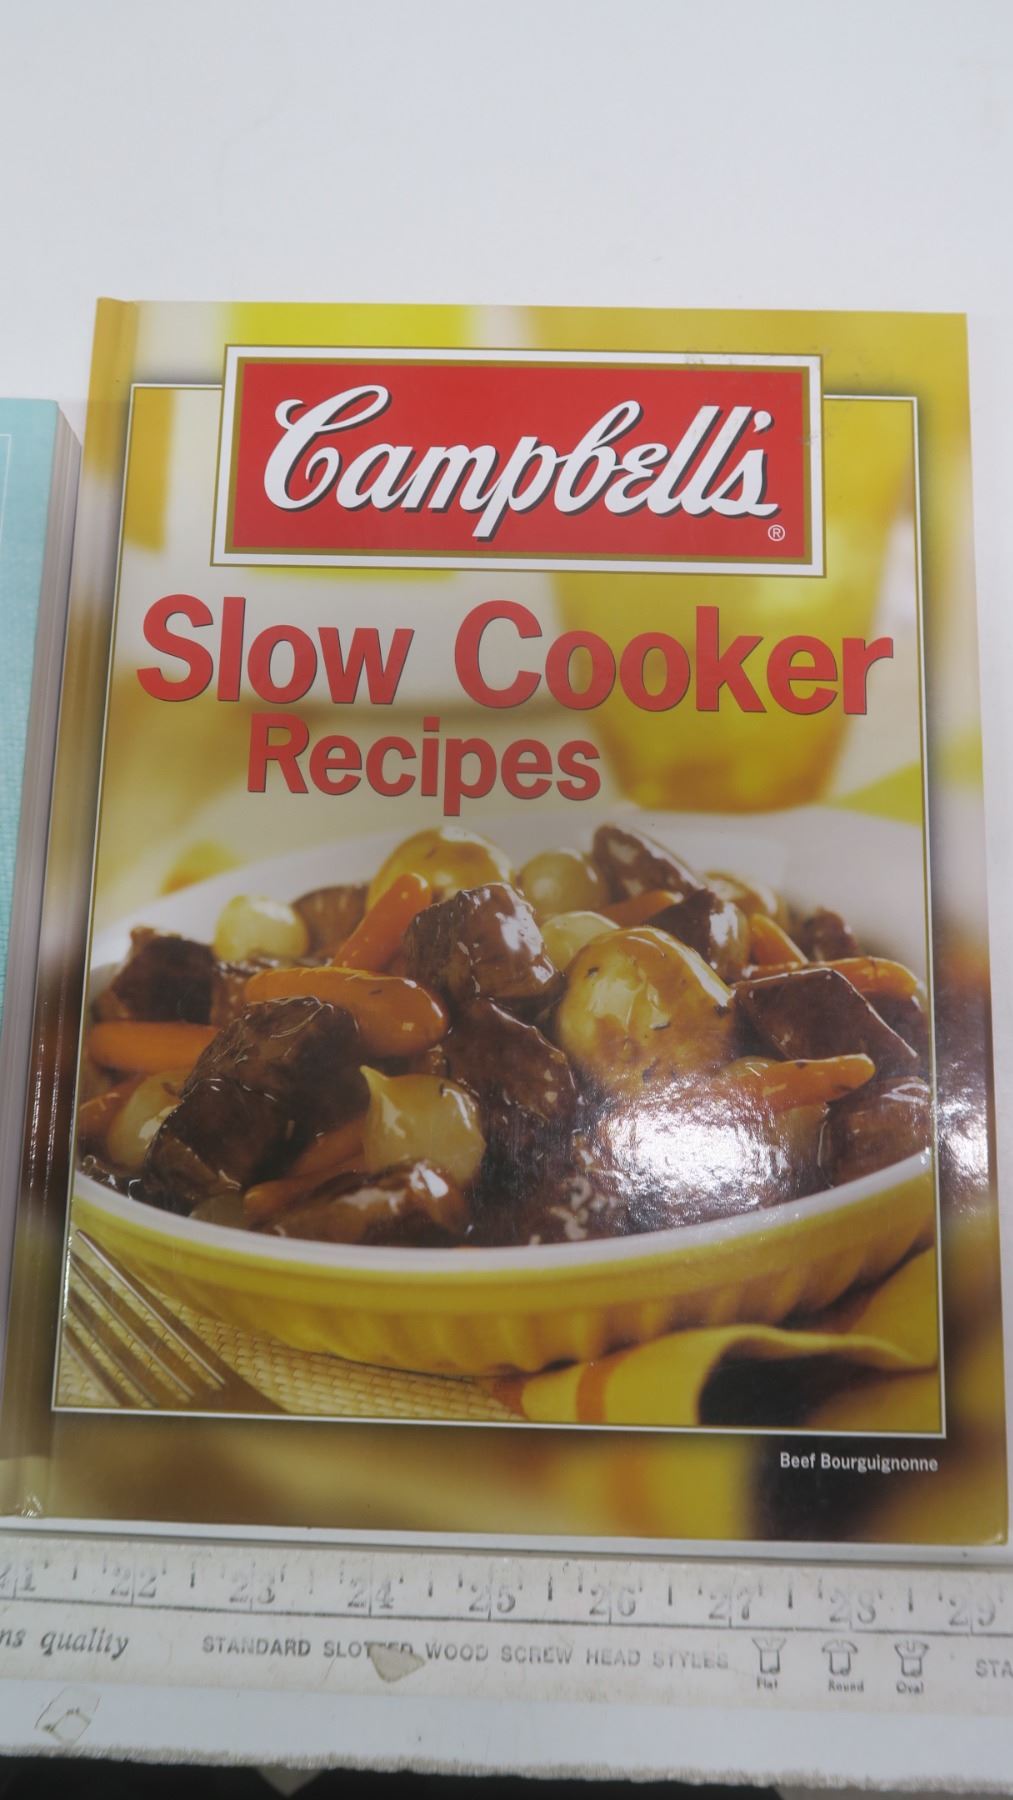 Campbell's®
Slow Cooker
Recipes
Beef Bourguignonne
21 22 23 24 25 26 27 28 29
ns quality STANDARD SLOTTED WOOD SCREW HEAD STYLES STA
Flat Round Oval